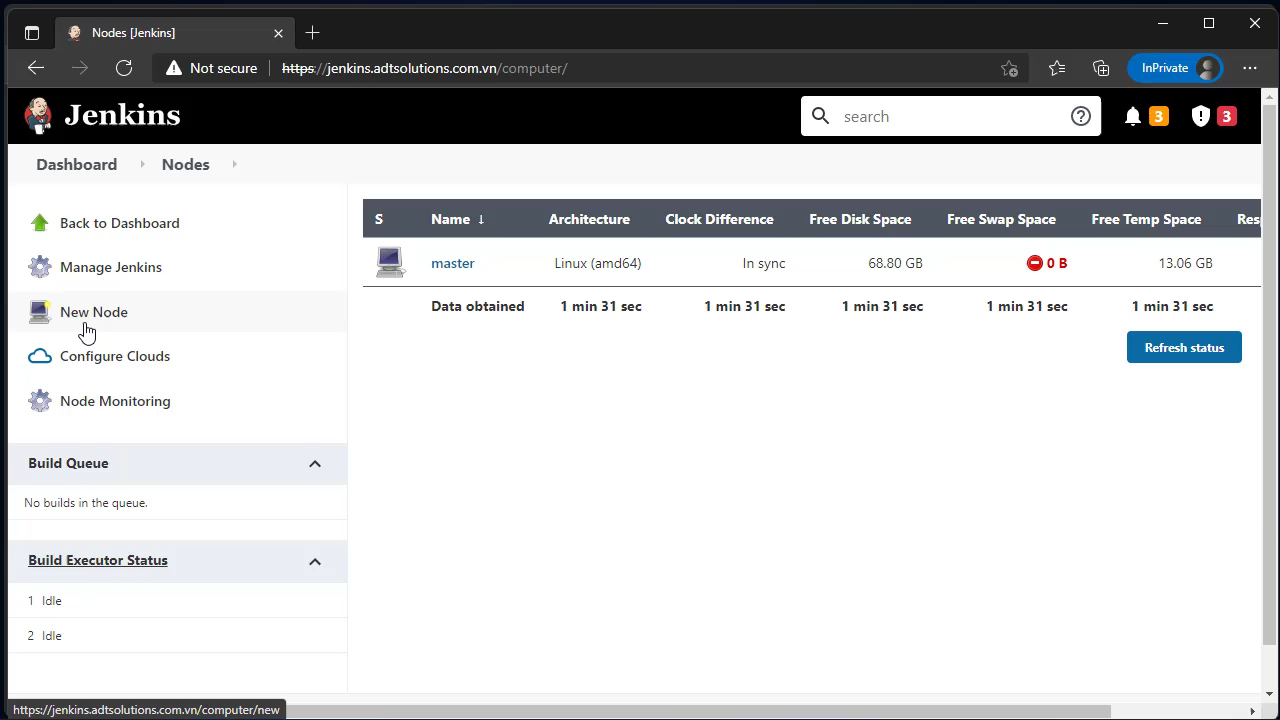 Nodes [Jenkins]
Not secure
https://jenkins.adtsolutions.com.vn/computer/
InPrivate
Jenkins
search
3
3
Dashboard
Nodes
Back to Dashboard
Manage Jenkins
New Node
Configure Clouds
Node Monitoring
Build Queue
No builds in the queue.
Build Executor Status
1 Idle
2 Idle
S Name ↓ Architecture Clock Difference Free Disk Space Free Swap Space Free Temp Space Res
master Linux (amd64) In sync 68.80 GB 0 B 13.06 GB
Data obtained 1 min 31 sec 1 min 31 sec 1 min 31 sec 1 min 31 sec 1 min 31 sec
Refresh status
https://jenkins.adtsolutions.com.vn/computer/new